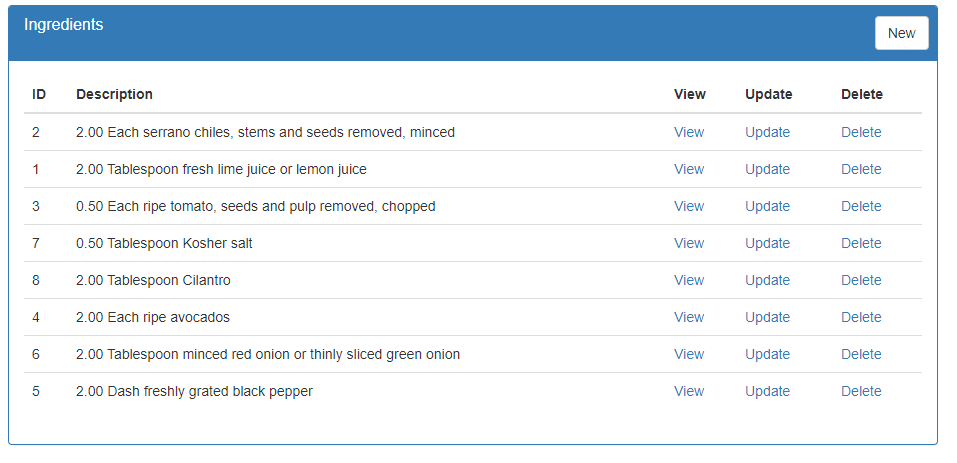 Ingredients
New
ID Description View Update Delete
2 2.00 Each serrano chiles, stems and seeds removed, minced View Update Delete
1 2.00 Tablespoon fresh lime juice or lemon juice View Update Delete
3 0.50 Each ripe tomato, seeds and pulp removed, chopped View Update Delete
7 0.50 Tablespoon Kosher salt View Update Delete
8 2.00 Tablespoon Cilantro View Update Delete
4 2.00 Each ripe avocados View Update Delete
6 2.00 Tablespoon minced red onion or thinly sliced green onion View Update Delete
5 2.00 Dash freshly grated black pepper View Update Delete